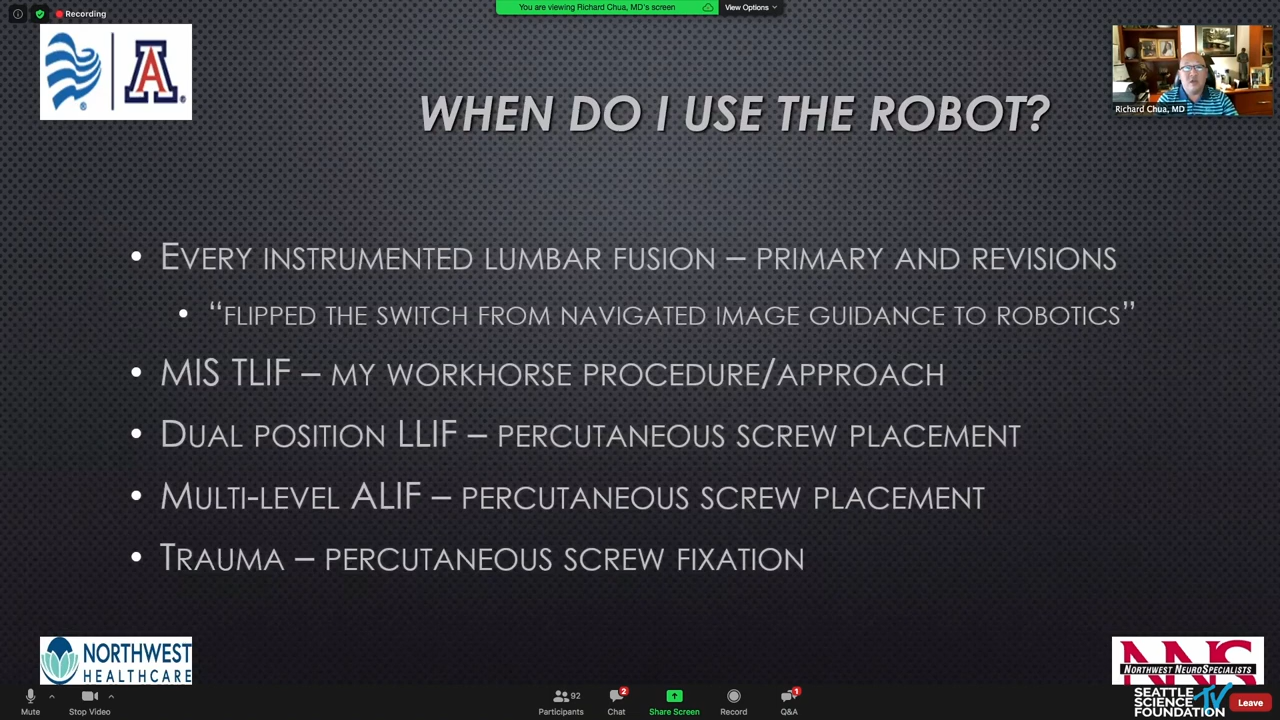 Recording
You are viewing Richard Chua, MD's screen
View Options
A
WHEN DO I USE THE ROBOT?
Richard Chua, MD
• EVERY INSTRUMENTED LUMBAR FUSION – PRIMARY AND REVISIONS
• “FLIPPED THE SWITCH FROM NAVIGATED IMAGE GUIDANCE TO ROBOTICS”
• MIS TLIF – MY WORKHORSE PROCEDURE/APPROACH
• DUAL POSITION LLIF – PERCUTANEOUS SCREW PLACEMENT
• MULTI-LEVEL ALIF – PERCUTANEOUS SCREW PLACEMENT
• TRAUMA – PERCUTANEOUS SCREW FIXATION
NORTHWEST
HEALTHCARE
NNS
NORTHWEST NEUROSPECIALISTS
SEATTLE
SCIENCE
FOUNDATION
TV
Mute
Stop Video
92
Participants
2
Chat
Share Screen
Record
1
Q&A
Leave